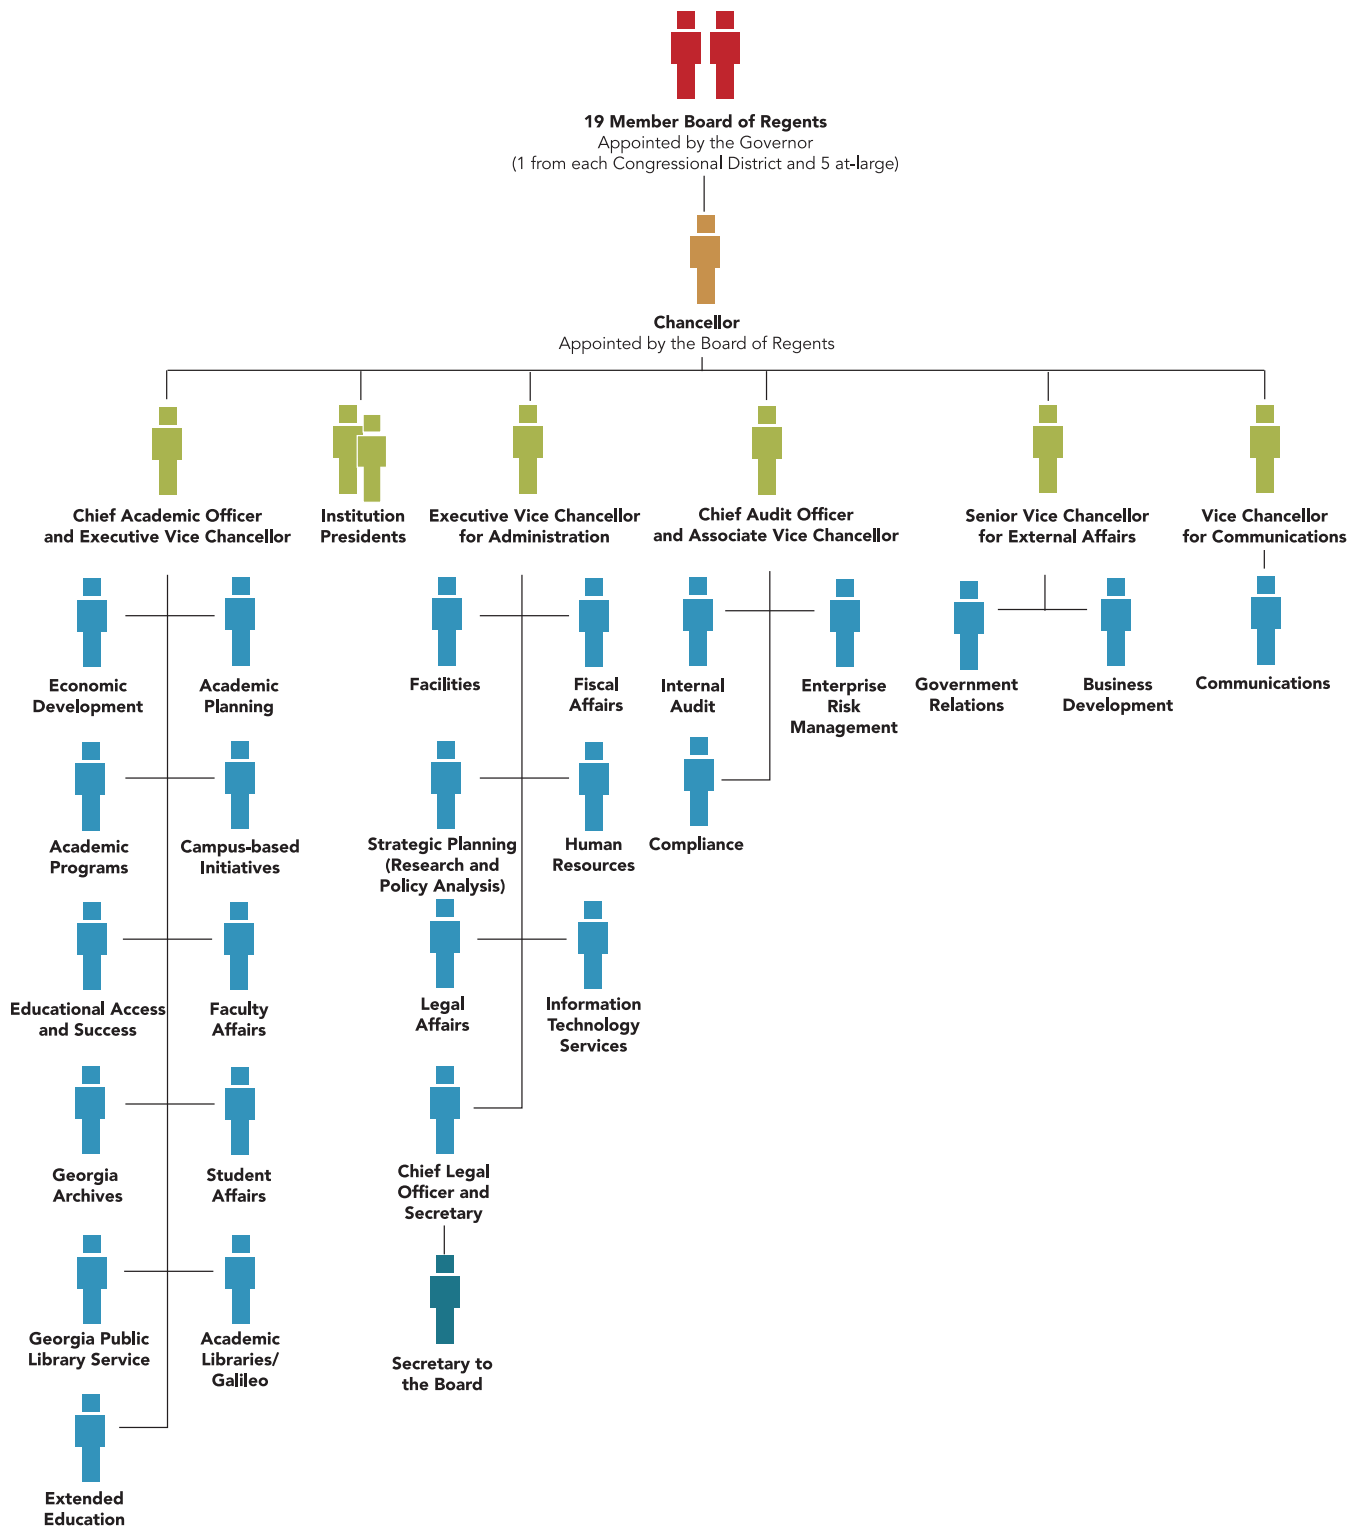 19 Member Board of Regents
Appointed by the Governor
(1 from each Congressional District and 5 at-large)
Chancellor
Appointed by the Board of Regents
Chief Academic Officer
and Executive Vice Chancellor
Institution
Presidents
Executive Vice Chancellor
for Administration
Chief Audit Officer
and Associate Vice Chancellor
Senior Vice Chancellor
for External Affairs
Vice Chancellor
for Communications
Economic
Development
Academic
Planning
Facilities
Fiscal
Affairs
Internal
Audit
Enterprise
Risk
Management
Government
Relations
Business
Development
Communications
Academic
Programs
Campus-based
Initiatives
Strategic Planning
(Research and
Policy Analysis)
Human
Resources
Compliance
Educational Access
and Success
Faculty
Affairs
Legal
Affairs
Information
Technology
Services
Georgia
Archives
Student
Affairs
Chief Legal
Officer and
Secretary
Georgia Public
Library Service
Academic
Libraries/
Galileo
Secretary to
the Board
Extended
Education